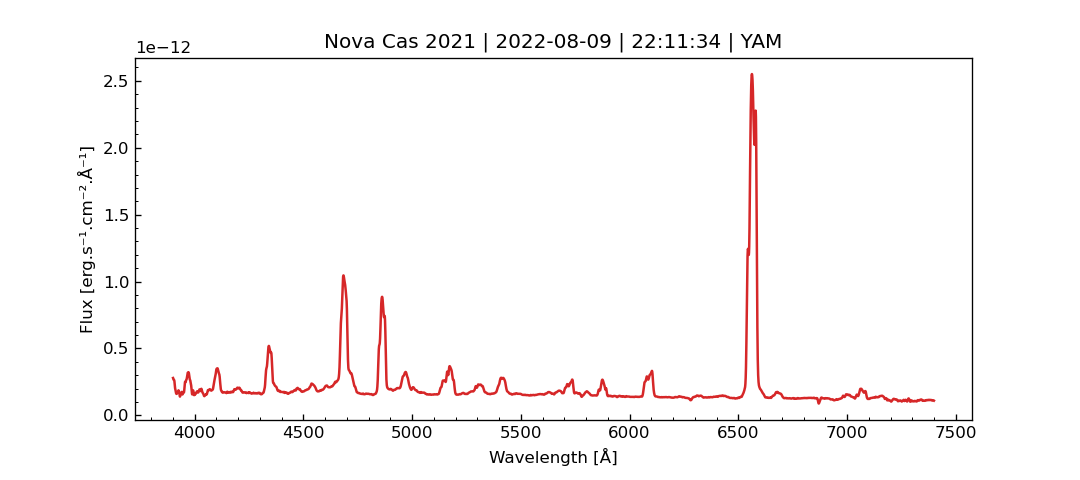 Nova Cas 2021 | 2022-08-09 | 22:11:34 | YAM
1e−12
2.5
2.0
1.5
1.0
0.5
0.0
Flux [erg.s⁻¹.cm⁻².Å⁻¹]
4000 4500 5000 5500 6000 6500 7000 7500
Wavelength [Å]